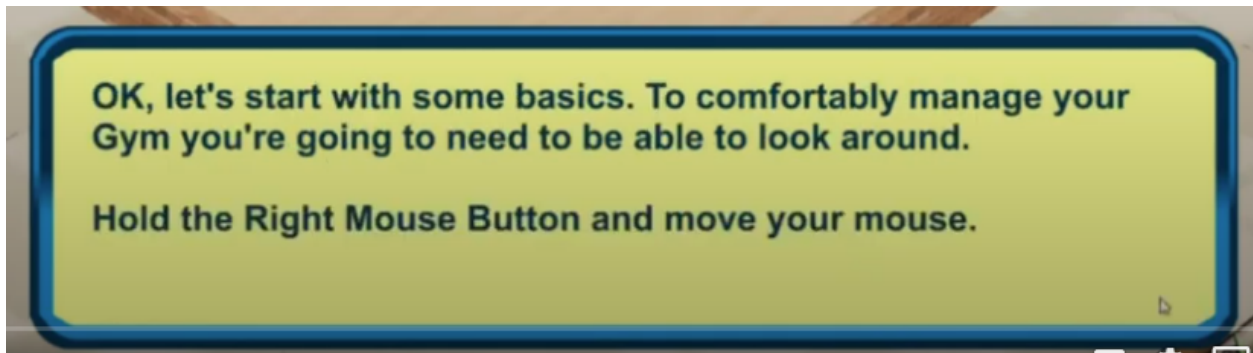 OK, let's start with some basics. To comfortably manage your
Gym you're going to need to be able to look around.
Hold the Right Mouse Button and move your mouse.